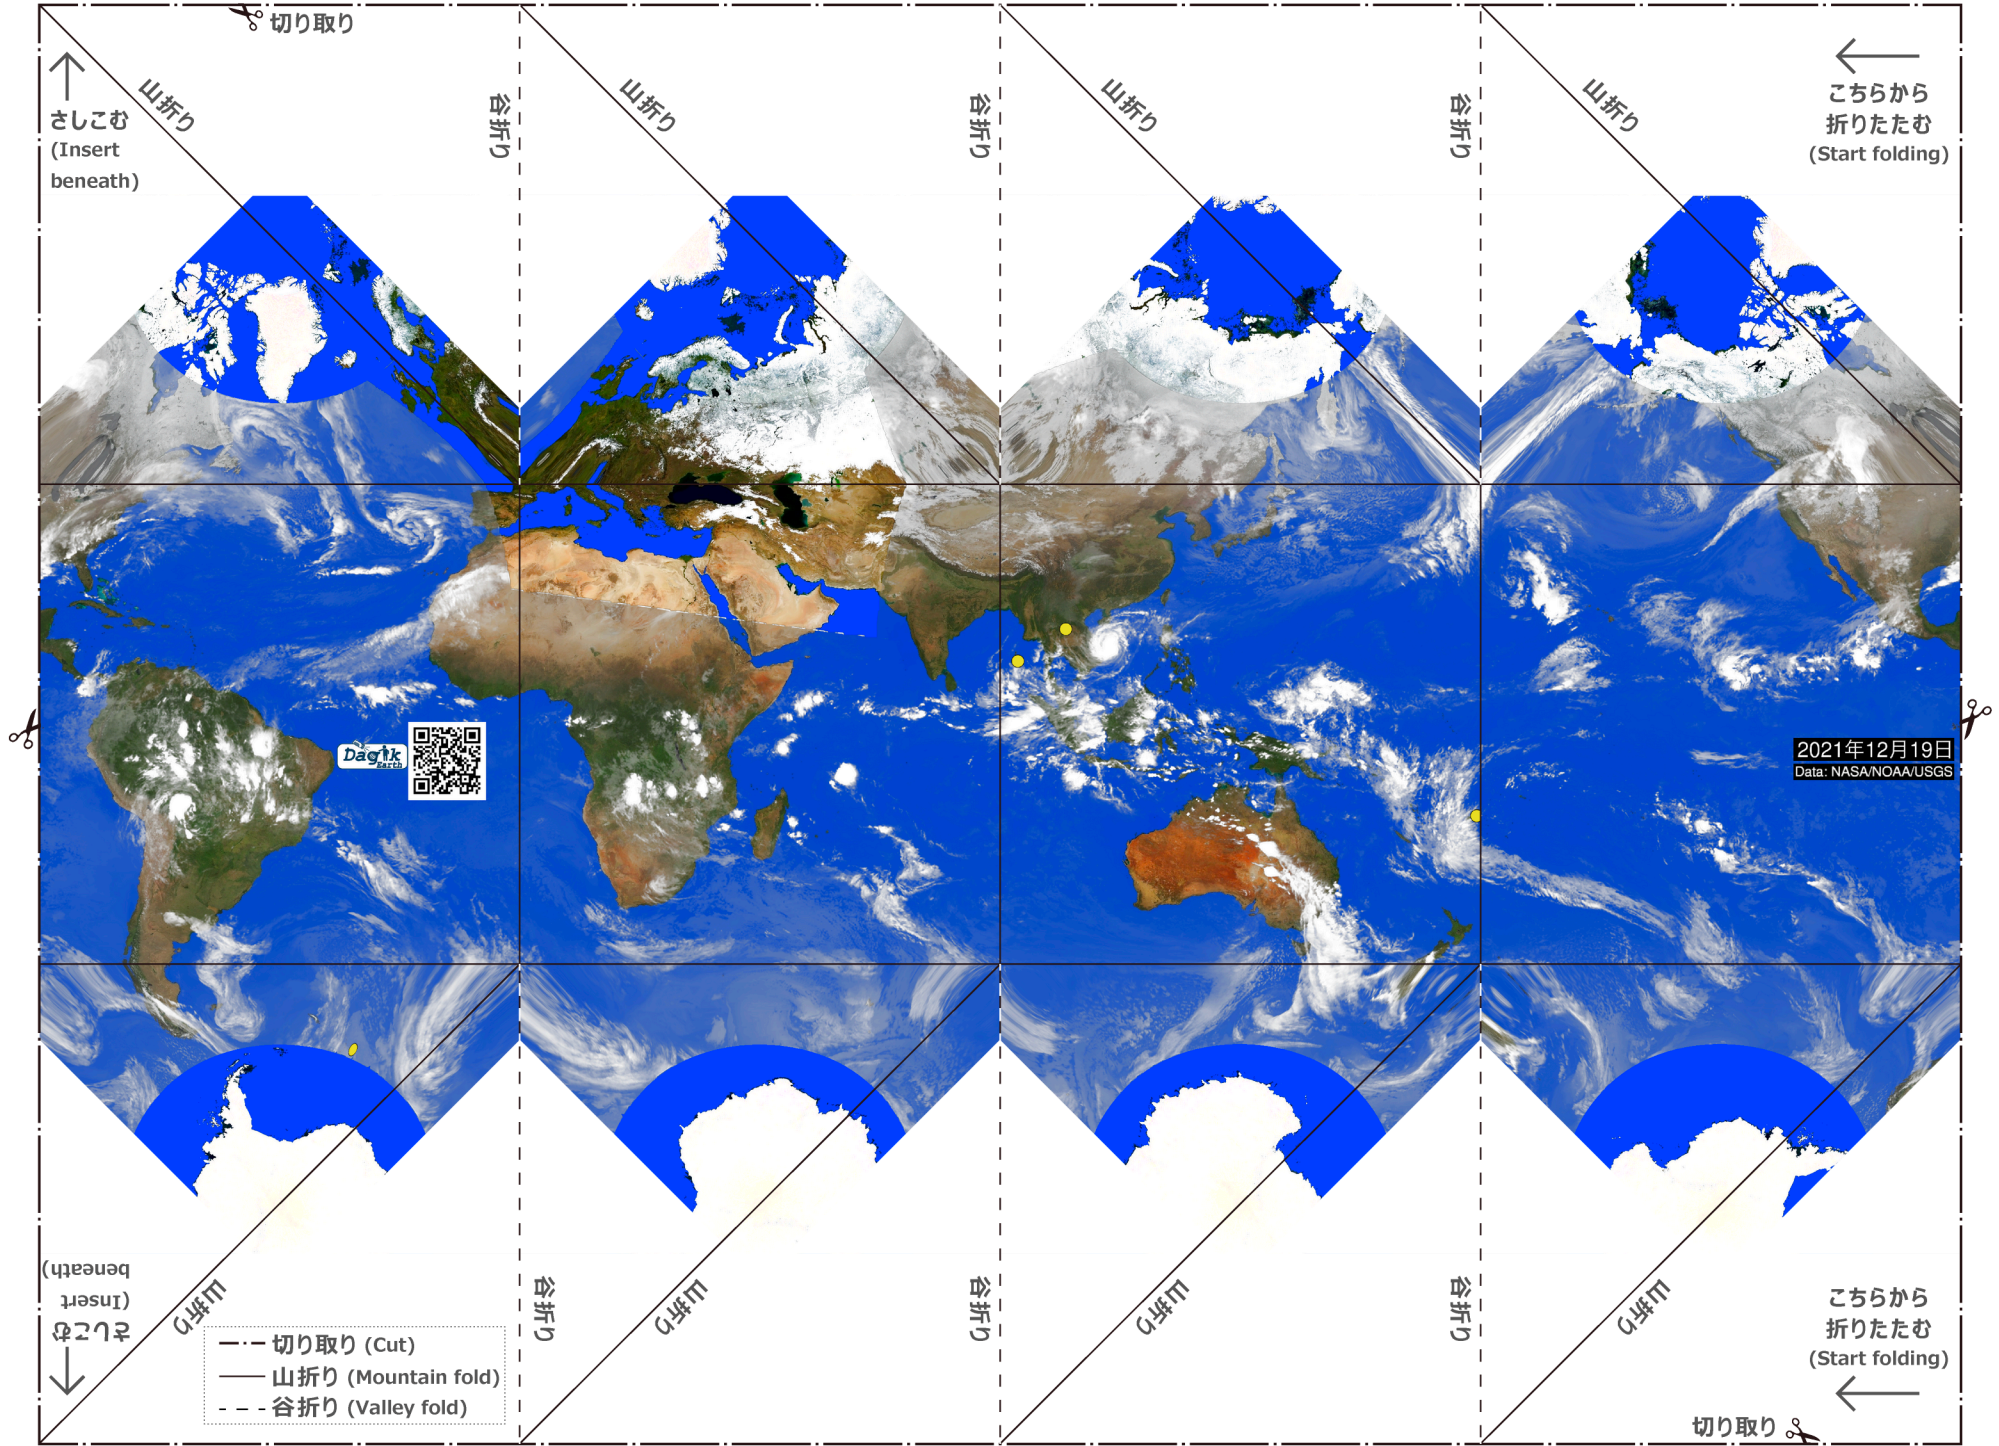 切り取り
山折り
谷折り
山折り
谷折り
山折り
谷折り
山折り
さしこむ
(Insert
beneath)
こちらから
折りたたむ
(Start folding)
Dagik
Earth
2021年12月19日
Data: NASA/NOAA/USGS
さしこむ
(Insert
beneath)
山折り
谷折り
山折り
谷折り
山折り
谷折り
山折り
こちらから
折りたたむ
(Start folding)
切り取り (Cut)
山折り (Mountain fold)
谷折り (Valley fold)
切り取り